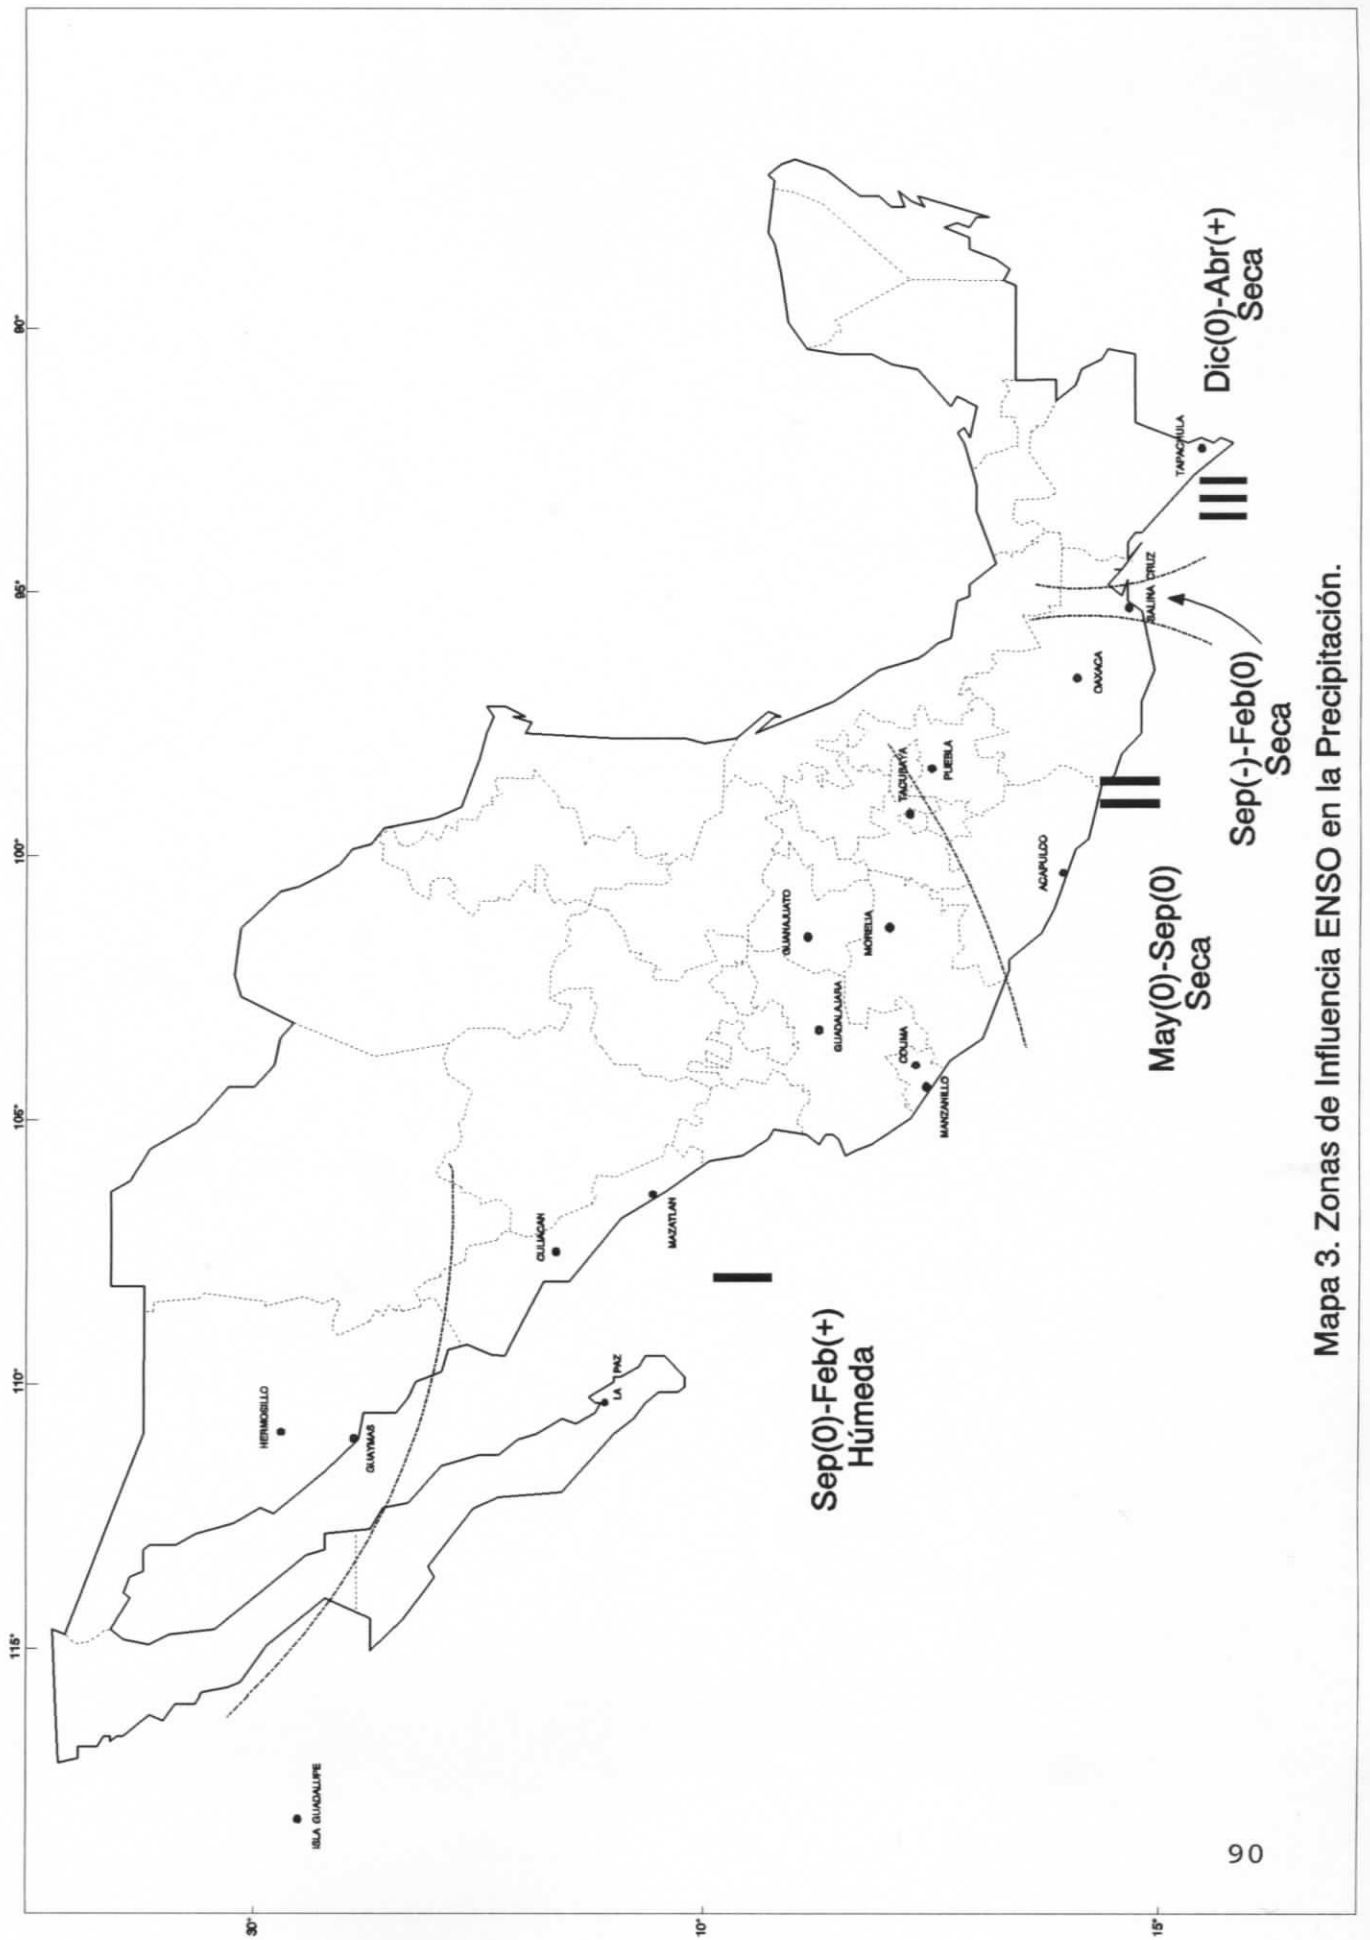 80°
95°
100°
105°
110°
115°
30°
10°
15°
ISLA GUADALUPE
HERMOSILLO
GUAYMAS
LA PAZ
CULIACAN
MAZATLAN
GUADALAJARA
GUANAJUATO
MORELIA
COLIMA
MANZANILLO
TACUBAYA
PUEBLA
ACAPULCO
OAXACA
SALINA CRUZ
TAPACHULA
I
Sep(0)-Feb(+)
Húmeda
II
May(0)-Sep(0)
Seca
Sep(-)-Feb(0)
Seca
III
Dic(0)-Abr(+)
Seca
Mapa 3. Zonas de Influencia ENSO en la Precipitación.
90